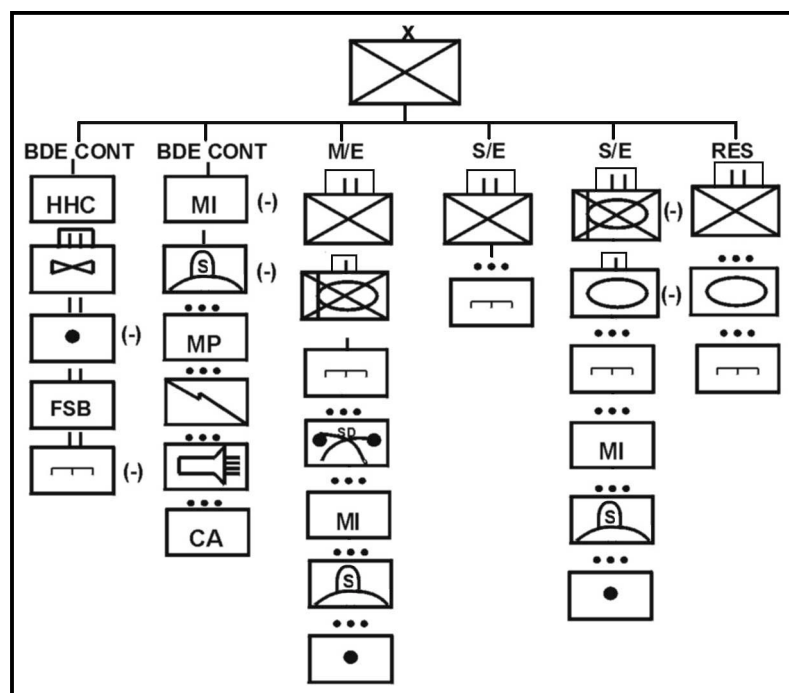 X
BDE CONT
BDE CONT
M/E
S/E
S/E
RES
HHC
(-)
FSB
(-)
MI
(-)
S
(-)
MP
CA
SD
MI
S
(-)
(-)
MI
S